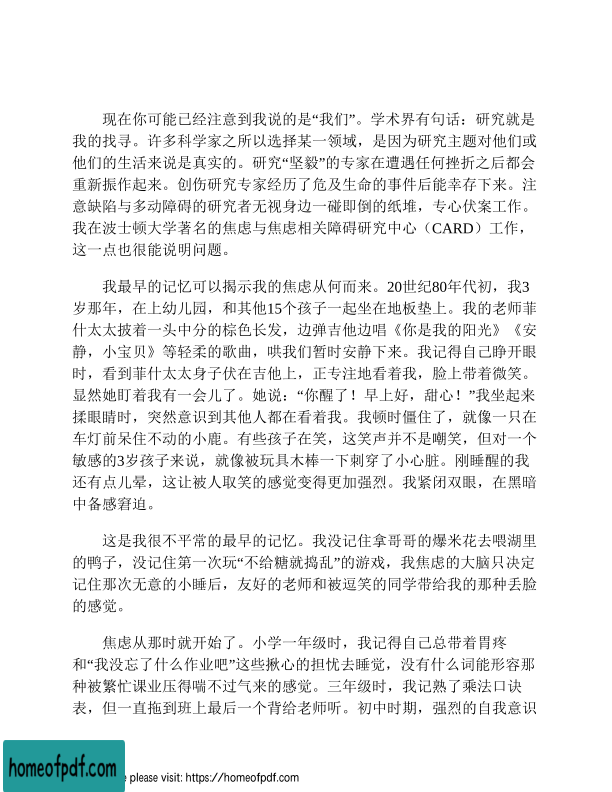 现在你可能已经注意到我说的是“我们”。学术界有句话：研究就是
我的找寻。许多科学家之所以选择某一领域，是因为研究主题对他们或
他们的生活来说是真实的。研究“坚毅”的专家在遭遇任何挫折之后都会
重新振作起来。创伤研究专家经历了危及生命的事件后能幸存下来。注
意缺陷与多动障碍的研究者无视身边一碰即倒的纸堆，专心伏案工作。
我在波士顿大学著名的焦虑与焦虑相关障碍研究中心（CARD）工作，
这一点也很能说明问题。
我最早的记忆可以揭示我的焦虑从何而来。20世纪80年代初，我3
岁那年，在上幼儿园，和其他15个孩子一起坐在地板垫上。我的老师菲
什太太披着一头中分的棕色长发，边弹吉他边唱《你是我的阳光》《安
静，小宝贝》等轻柔的歌曲，哄我们暂时安静下来。我记得自己睁开眼
时，看到菲什太太身子伏在吉他上，正专注地看着我，脸上带着微笑。
显然她盯着我有一会儿了。她说：“你醒了！早上好，甜心！”我坐起来
揉眼睛时，突然意识到其他人都在看着我。我顿时僵住了，就像一只在
车灯前呆住不动的小鹿。有些孩子在笑，这笑声并不是嘲笑，但对一个
敏感的3岁孩子来说，就像被玩具木棒一下刺穿了小心脏。刚睡醒的我
还有点儿晕，这让被人取笑的感觉变得更加强烈。我紧闭双眼，在黑暗
中备感窘迫。
这是我很不平常的最早的记忆。我没记住拿哥哥的爆米花去喂湖里
的鸭子，没记住第一次玩“不给糖就捣乱”的游戏，我焦虑的大脑只决定
记住那次无意的小睡后，友好的老师和被逗笑的同学带给我的那种丢脸
的感觉。
焦虑从那时就开始了。小学一年级时，我记得自己总带着胃疼
和“我没忘了什么作业吧”这些揪心的担忧去睡觉，没有什么词能形容那
种被繁忙课业压得喘不过气来的感觉。三年级时，我记熟了乘法口诀
表，但一直拖到班上最后一个背给老师听。初中时期，强烈的自我意识
homeofpdf.com
please visit: https://homeofpdf.com